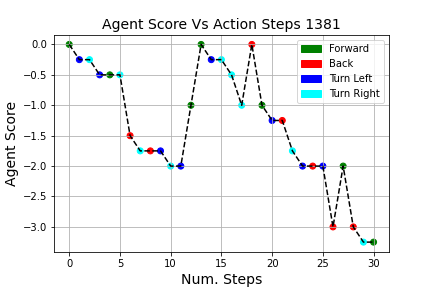 Agent Score Vs Action Steps 1381
Forward
Back
Turn Left
Turn Right
Agent Score
0.0
−0.5
−1.0
−1.5
−2.0
−2.5
−3.0
0 5 10 15 20 25 30
Num. Steps